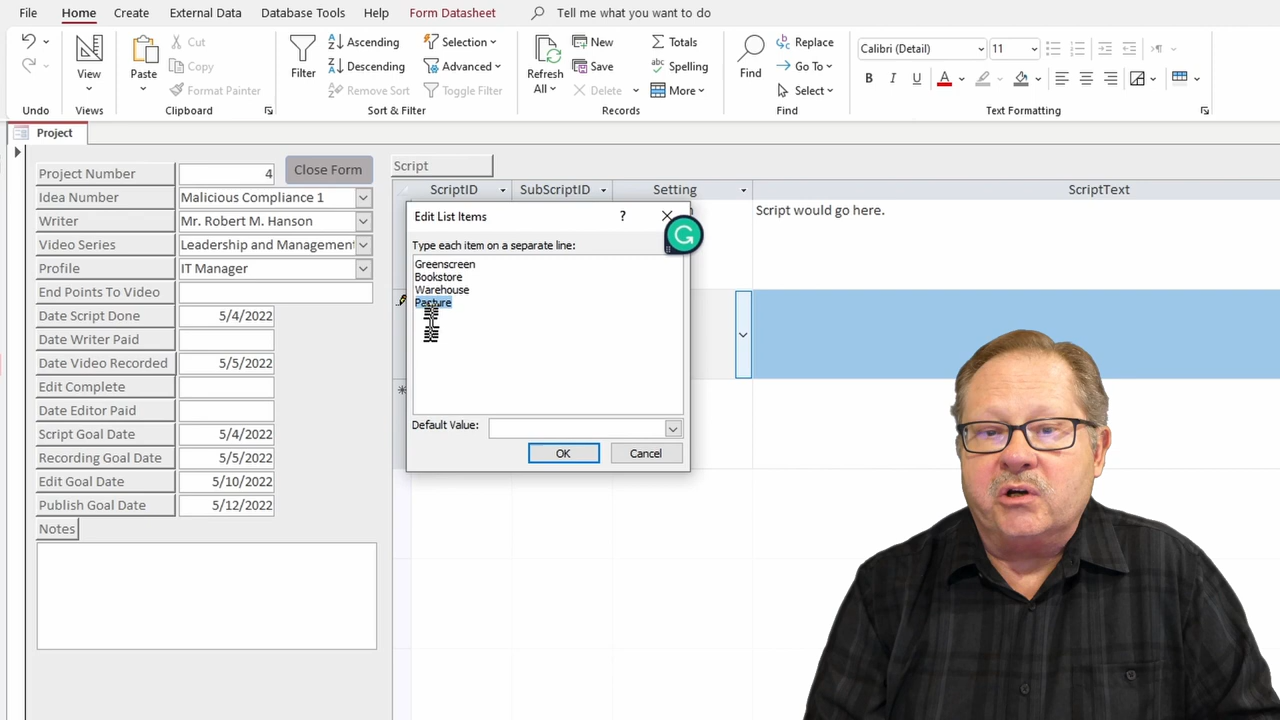 File Home Create External Data Database Tools Help Form Datasheet Tell me what you want to do
View
Views
Paste
Cut
Copy
Format Painter
Clipboard
Undo
Filter
Ascending
Descending
Remove Sort
Selection
Advanced
Toggle Filter
Sort & Filter
Refresh
All
New
Save
Delete
Totals
Spelling
More
Records
Find
Replace
Go To
Select
Find
Calibri (Detail) 11
B I U A
Text Formatting
Project
Project Number 4
Close Form
Idea Number Malicious Compliance 1
Writer Mr. Robert M. Hanson
Video Series Leadership and Management
Profile IT Manager
End Points To Video
Date Script Done 5/4/2022
Date Writer Paid
Date Video Recorded 5/5/2022
Edit Complete
Date Editor Paid
Script Goal Date 5/4/2022
Recording Goal Date 5/5/2022
Edit Goal Date 5/10/2022
Publish Goal Date 5/12/2022
Notes
Script
ScriptID SubScriptID Setting ScriptText
Script would go here.
Edit List Items ?
Type each item on a separate line:
Greenscreen
Bookstore
Warehouse
Default Value:
OK Cancel